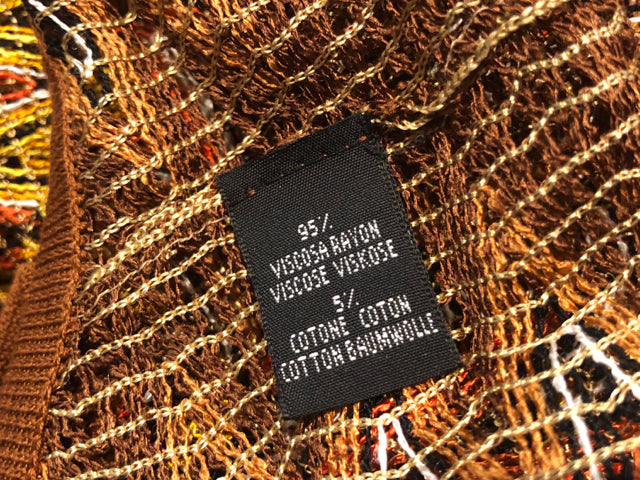 95%
VISCOSA RAYON
VISCOSE VISKOSE
5%
COTONE COTON
COTTON BAUMWOLLE